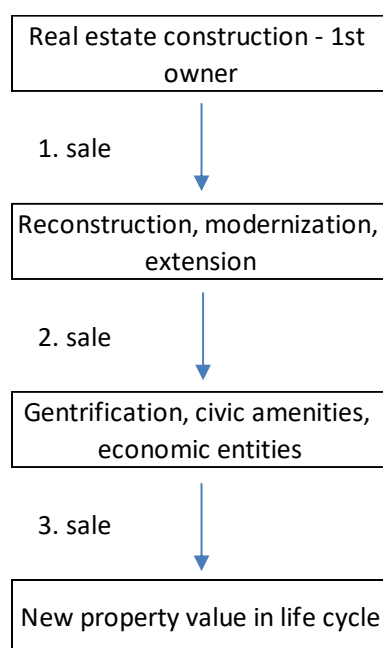 Real estate construction - 1st
owner
1. sale
Reconstruction, modernization,
extension
2. sale
Gentrification, civic amenities,
economic entities
3. sale
New property value in life cycle